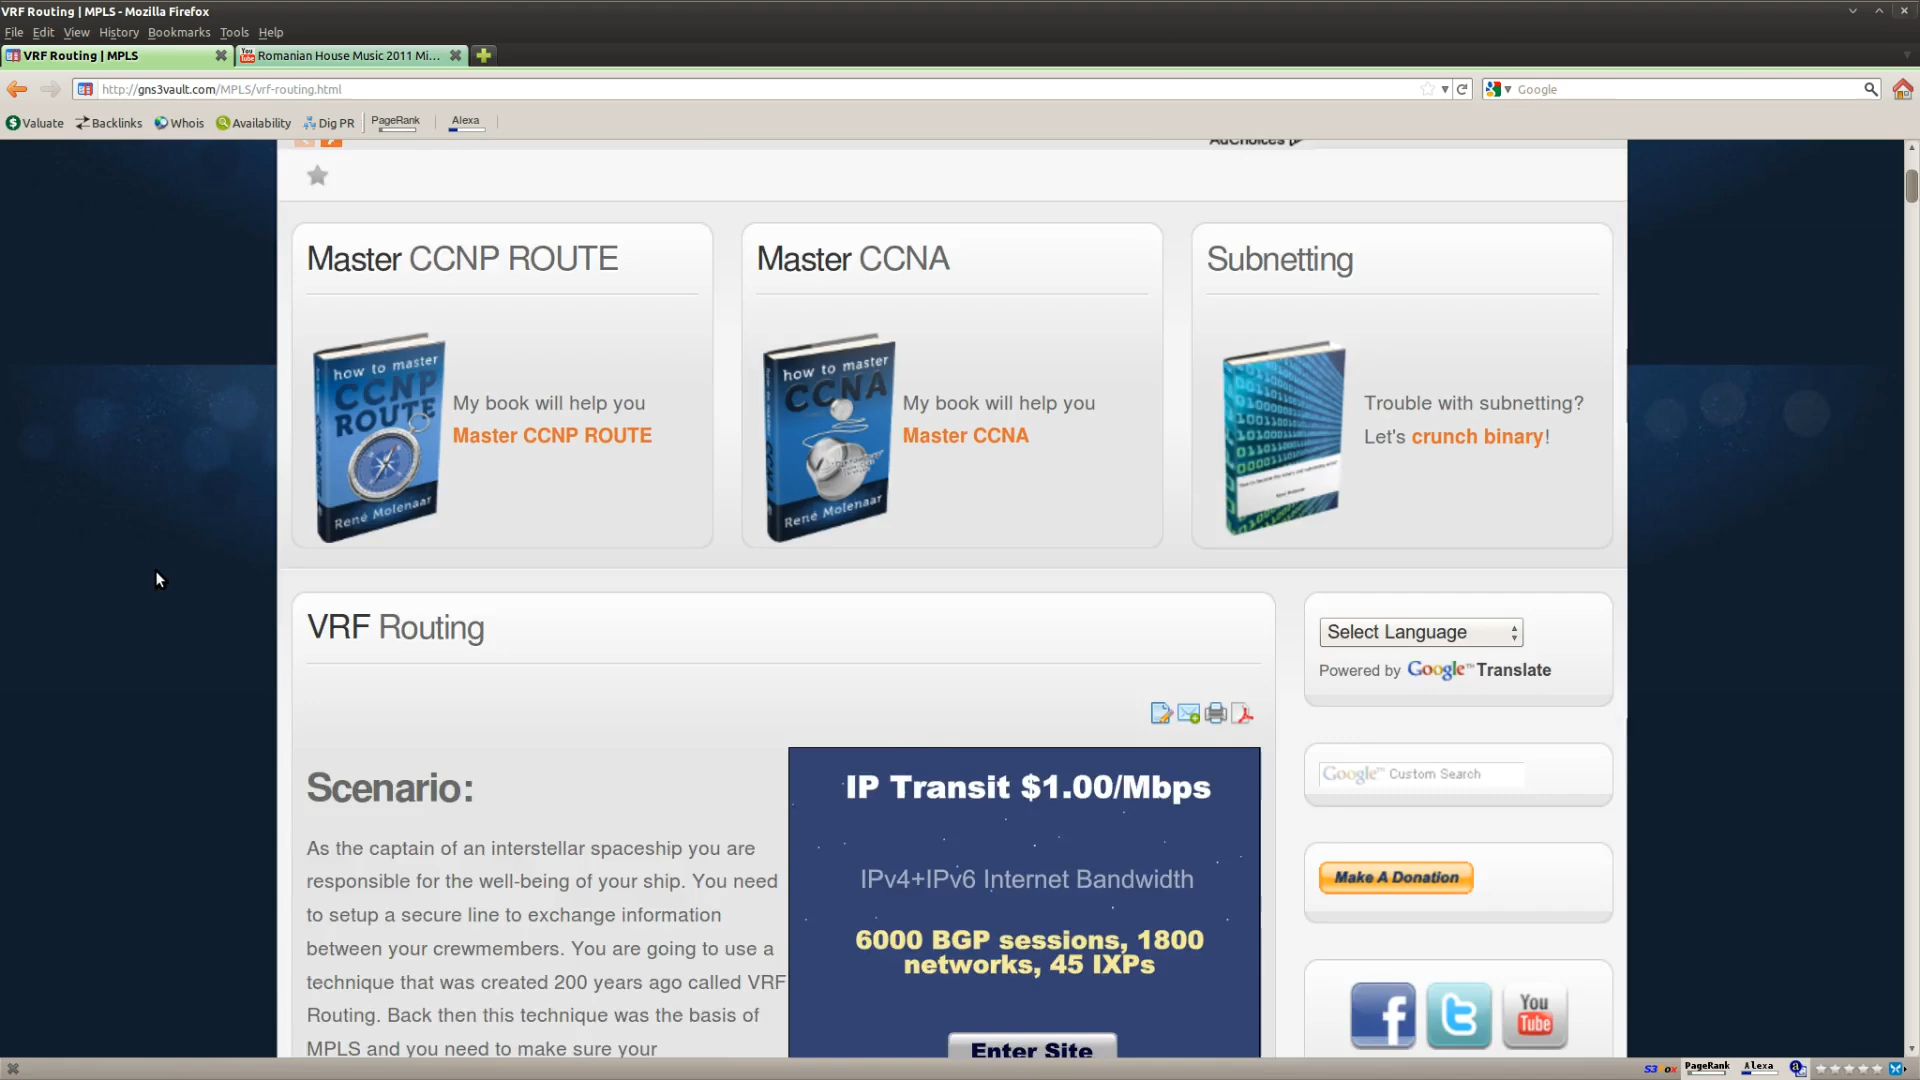 VRF Routing | MPLS - Mozilla Firefox
File Edit View History Bookmarks Tools Help
VRF Routing | MPLS
You Tube Romanian House Music 2011 Mi...
http://gns3vault.com/MPLS/vrf-routing.html
Google
Valuate Backlinks Whois Availability Dig PR PageRank Alexa
AdChoices
Master CCNP ROUTE
how to master
CCNP
ROUTE
René Molenaar
My book will help you
Master CCNP ROUTE
Master CCNA
how to master
CCNA
René Molenaar
My book will help you
Master CCNA
Subnetting
Trouble with subnetting?
Let's crunch binary!
VRF Routing
Scenario:
As the captain of an interstellar spaceship you are
responsible for the well-being of your ship. You need
to setup a secure line to exchange information
between your crewmembers. You are going to use a
technique that was created 200 years ago called VRF
Routing. Back then this technique was the basis of
MPLS and you need to make sure your
IP Transit $1.00/Mbps
IPv4+IPv6 Internet Bandwidth
6000 BGP sessions, 1800
networks, 45 IXPs
Enter Site
Select Language
Powered by Google™ Translate
Google™ Custom Search
Make A Donation
You
Tube
S3 PageRank Alexa